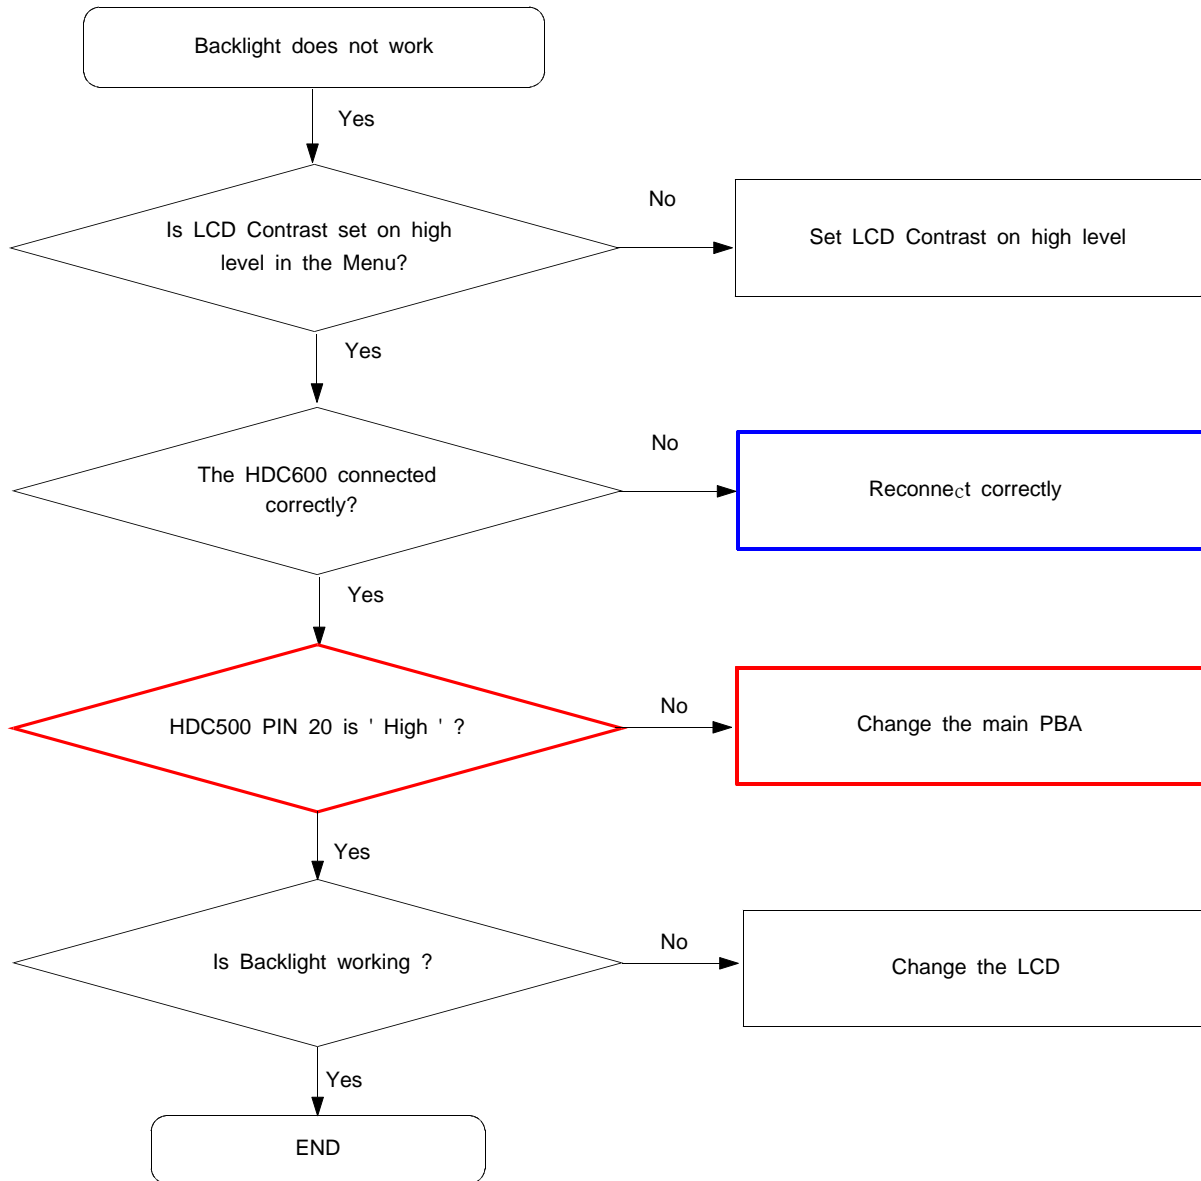 Backlight does not work
Yes
Is LCD Contrast set on high
level in the Menu?
No
Set LCD Contrast on high level
Yes
The HDC600 connected
correctly?
No
Reconnect correctly
Yes
HDC500 PIN 20 is ' High ' ?
No
Change the main PBA
Yes
Is Backlight working ?
No
Change the LCD
Yes
END